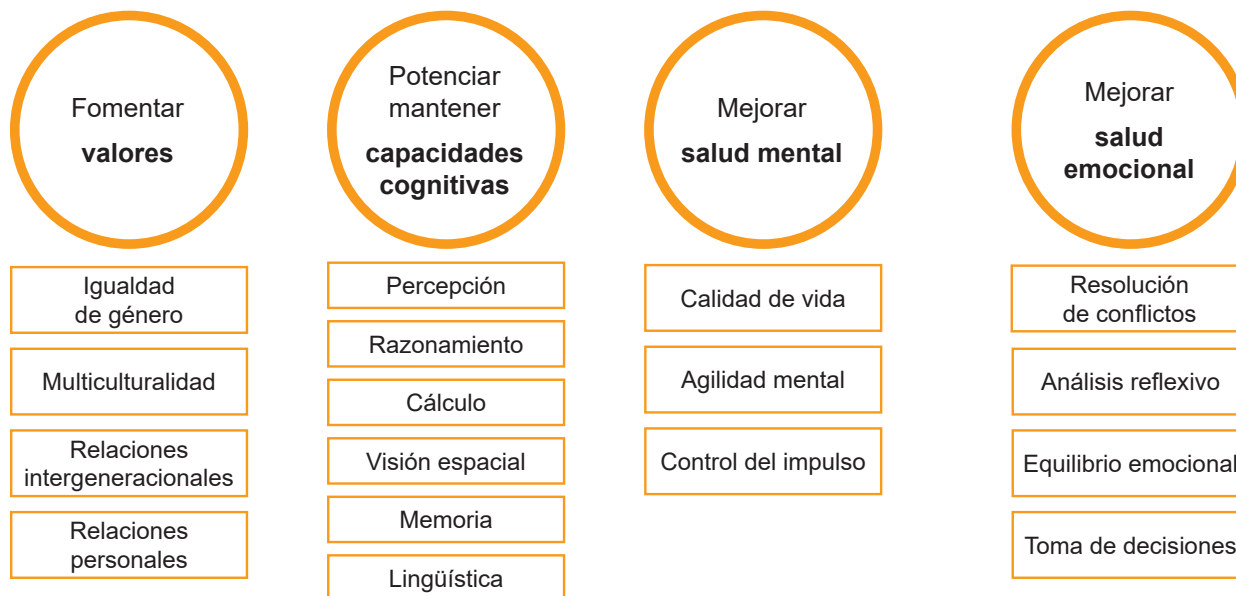 Fomentar
valores
Igualdad
de género
Multiculturalidad
Relaciones
intergeneracionales
Relaciones
personales
Potenciar
mantener
capacidades
cognitivas
Percepción
Razonamiento
Cálculo
Visión espacial
Memoria
Lingüística
Mejorar
salud mental
Calidad de vida
Agilidad mental
Control del impulso
Mejorar
salud
emocional
Resolución
de conflictos
Análisis reflexivo
Equilibrio emocional
Toma de decisiones